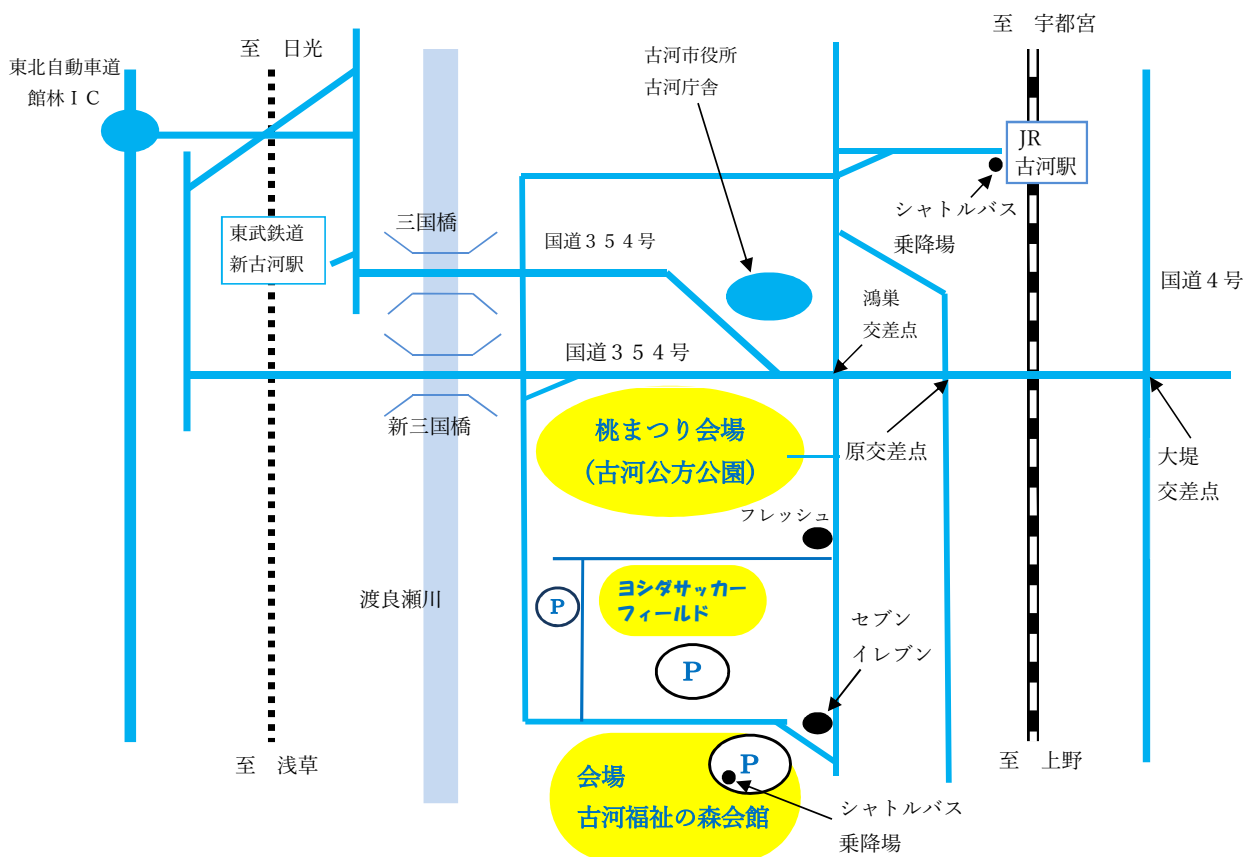 至　宇都宮
至　日光
古河市役所
古河庁舎
東北自動車道
館林ＩＣ
JR
古河駅
シャトルバス
乗降場
三国橋
東武鉄道
新古河駅
国道３５４号
国道４号
鴻巣
交差点
国道３５４号
新三国橋
桃まつり会場
（古河公方公園）
原交差点
大堤
交差点
フレッシュ
ヨシダサッカー
フィールド
P
渡良瀬川
セブン
イレブン
P
至　浅草
至　上野
P
会場
古河福祉の森会館
シャトルバス
乗降場